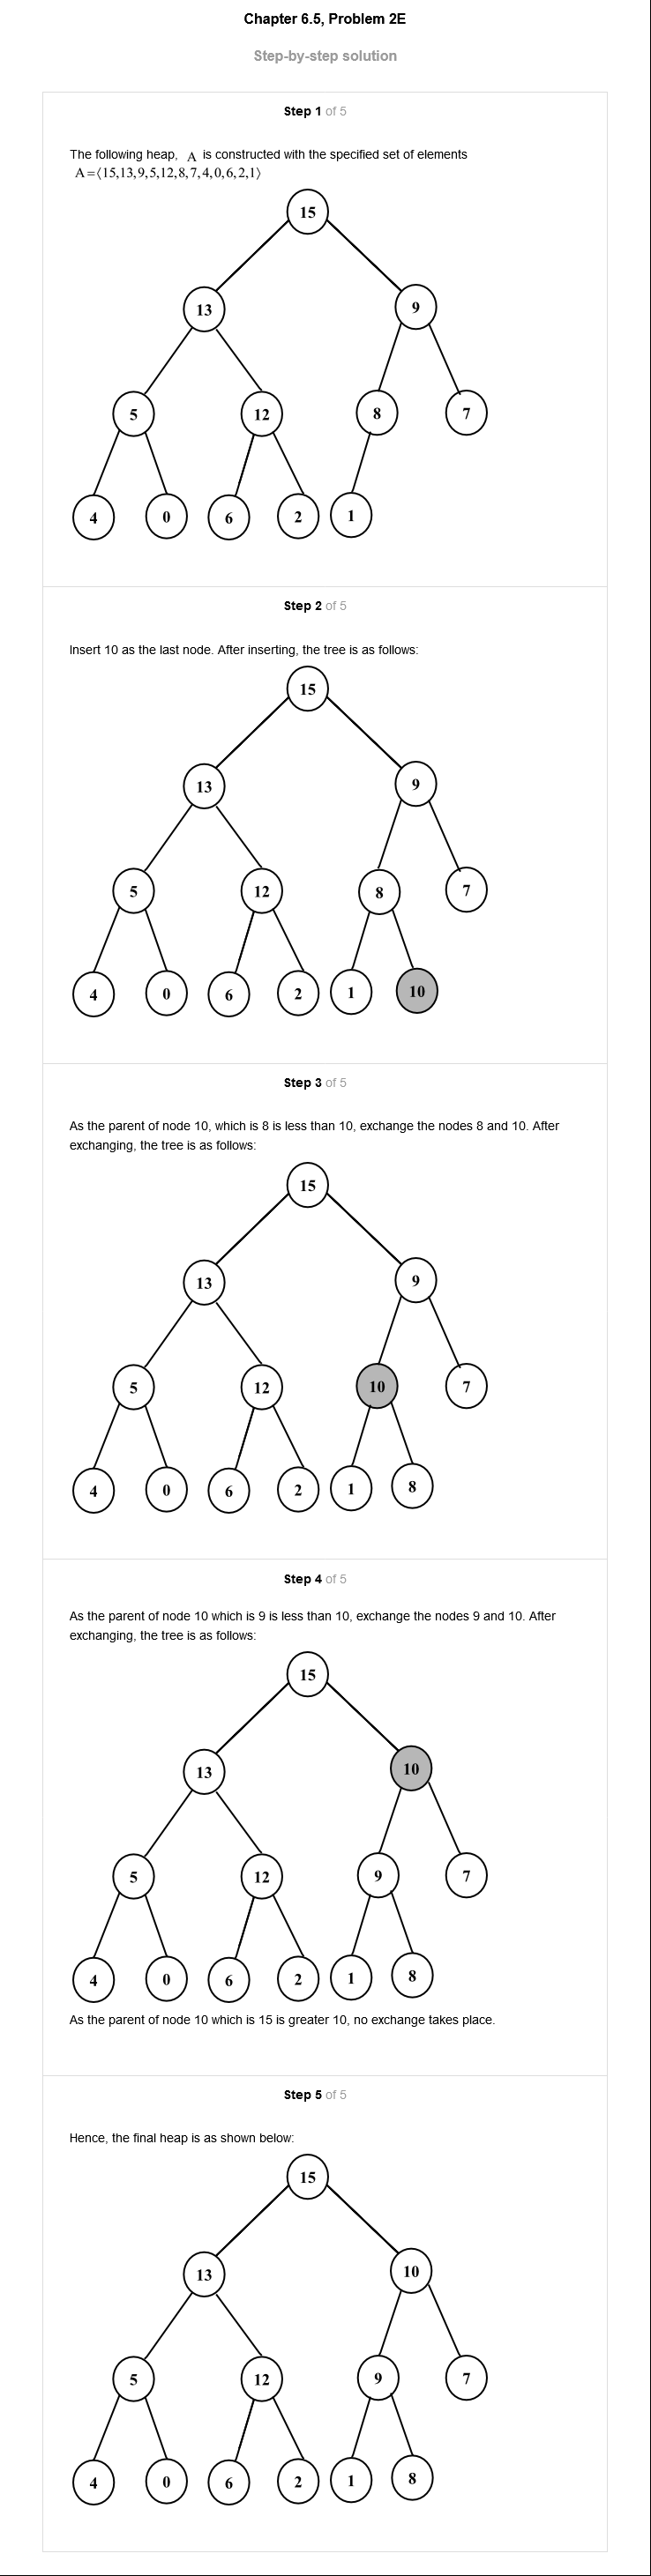 Chapter 6.5, Problem 2E
Step-by-step solution
Step 1 of 5
The following heap, A is constructed with the specified set of elements
A=⟨15,13,9,5,12,8,7,4,0,6,2,1⟩
15
13 9
5 12 8 7
4 0 6 2 1
Step 2 of 5
Insert 10 as the last node. After inserting, the tree is as follows:
15
13 9
5 12 8 7
4 0 6 2 1 10
Step 3 of 5
As the parent of node 10, which is 8 is less than 10, exchange the nodes 8 and 10. After
exchanging, the tree is as follows:
15
13 9
5 12 10 7
4 0 6 2 1 8
Step 4 of 5
As the parent of node 10 which is 9 is less than 10, exchange the nodes 9 and 10. After
exchanging, the tree is as follows:
15
13 10
5 12 9 7
4 0 6 2 1 8
As the parent of node 10 which is 15 is greater 10, no exchange takes place.
Step 5 of 5
Hence, the final heap is as shown below:
15
13 10
5 12 9 7
4 0 6 2 1 8